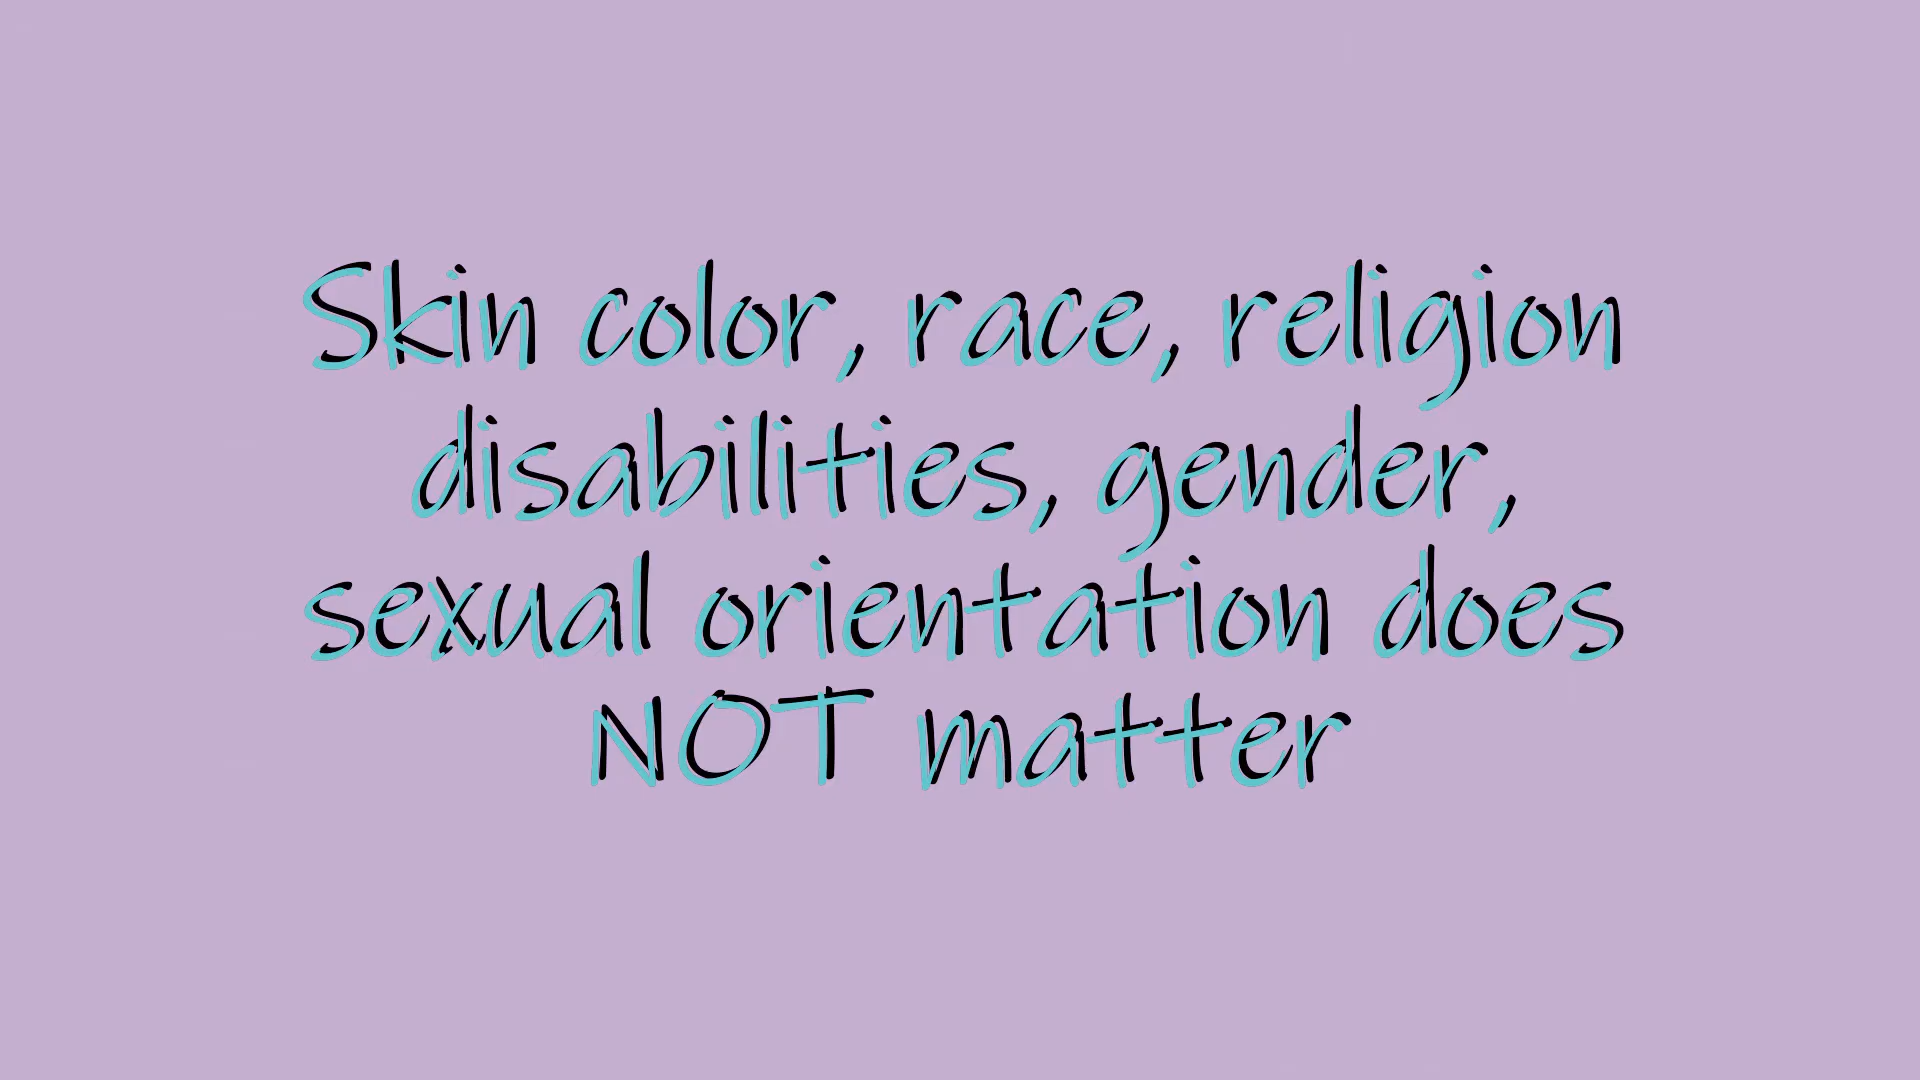 Skin color, race, religion
disabilities, gender,
sexual orientation does
NOT matter